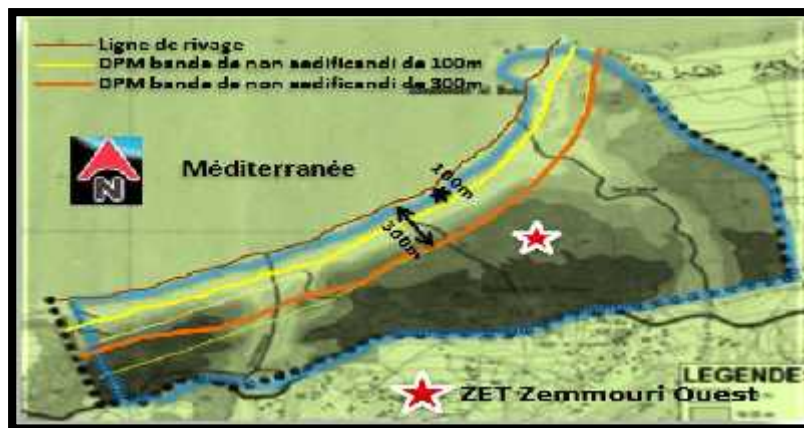 Ligne de rivage
DPM bande de non aedificandi de 100m
DPM bande de non aedificandi de 300m
N
Méditerranée
100m
300m
LEGENDE
ZET Zemmouri Ouest